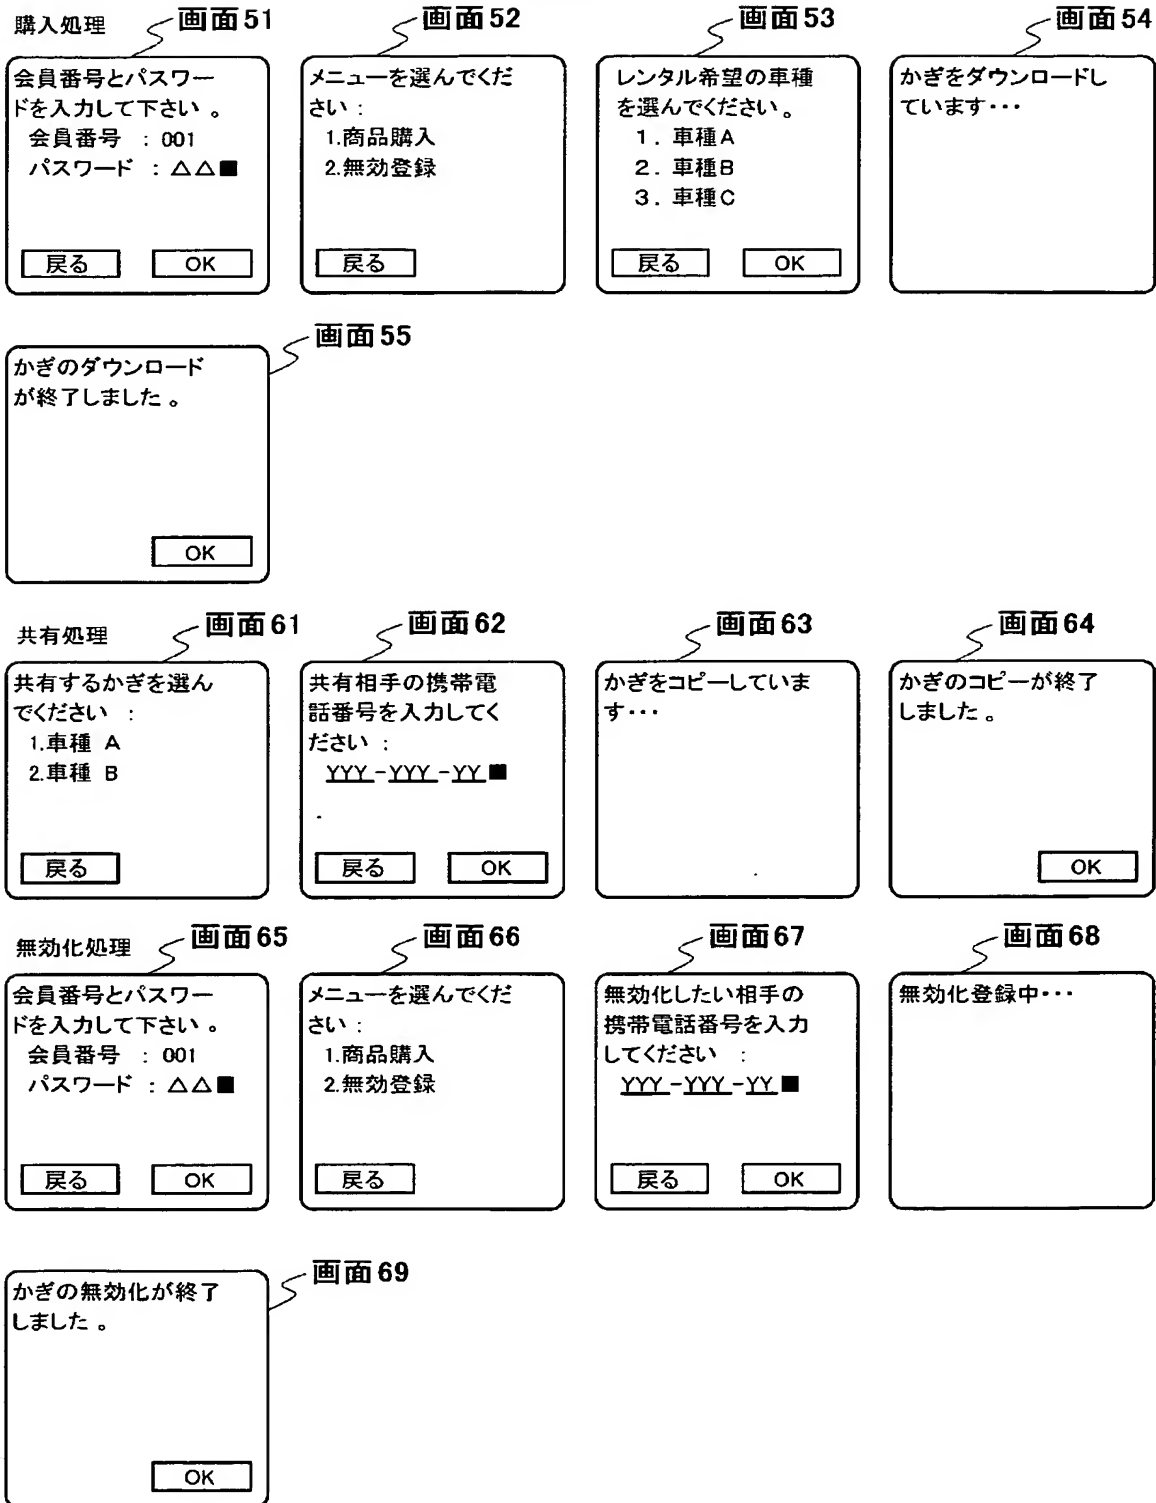 購入処理
画面51
会員番号とパスワー
ドを入力して下さい 。
会員番号 : 001
パスワード : △△■
戻る OK
画面52
メニューを選んでくだ
さい :
1.商品購入
2.無効登録
戻る
画面53
レンタル希望の車種
を選んでください。
1. 車種A
2. 車種B
3. 車種C
戻る OK
画面54
かぎをダウンロードし
ています・・・
画面55
かぎのダウンロード
が終了しました 。
OK
共有処理
画面61
共有するかぎを選ん
でください :
1.車種 A
2.車種 B
戻る
画面62
共有相手の携帯電
話番号を入力してく
ださい :
YYY-YYY-YY■
戻る OK
画面63
かぎをコピーしていま
す・・・
画面64
かぎのコピーが終了
しました 。
OK
無効化処理
画面65
会員番号とパスワー
ドを入力して下さい 。
会員番号 : 001
パスワード : △△■
戻る OK
画面66
メニューを選んでくだ
さい :
1.商品購入
2.無効登録
戻る
画面67
無効化したい相手の
携帯電話番号を入力
してください :
YYY-YYY-YY■
戻る OK
画面68
無効化登録中・・・
画面69
かぎの無効化が終了
しました 。
OK